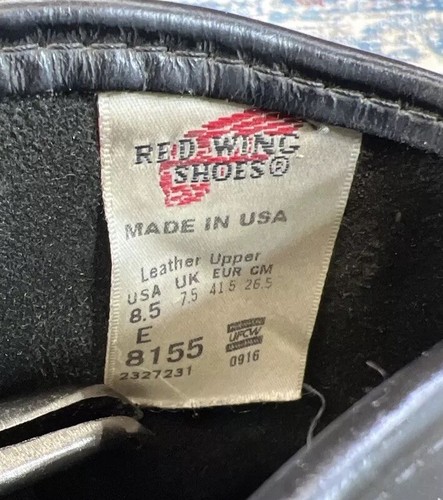 RED WING
SHOES®
MADE IN USA
Leather Upper
USA UK EUR CM
8.5 7.5 41.5 26.5
E
8155
2327231
UFCW
0916